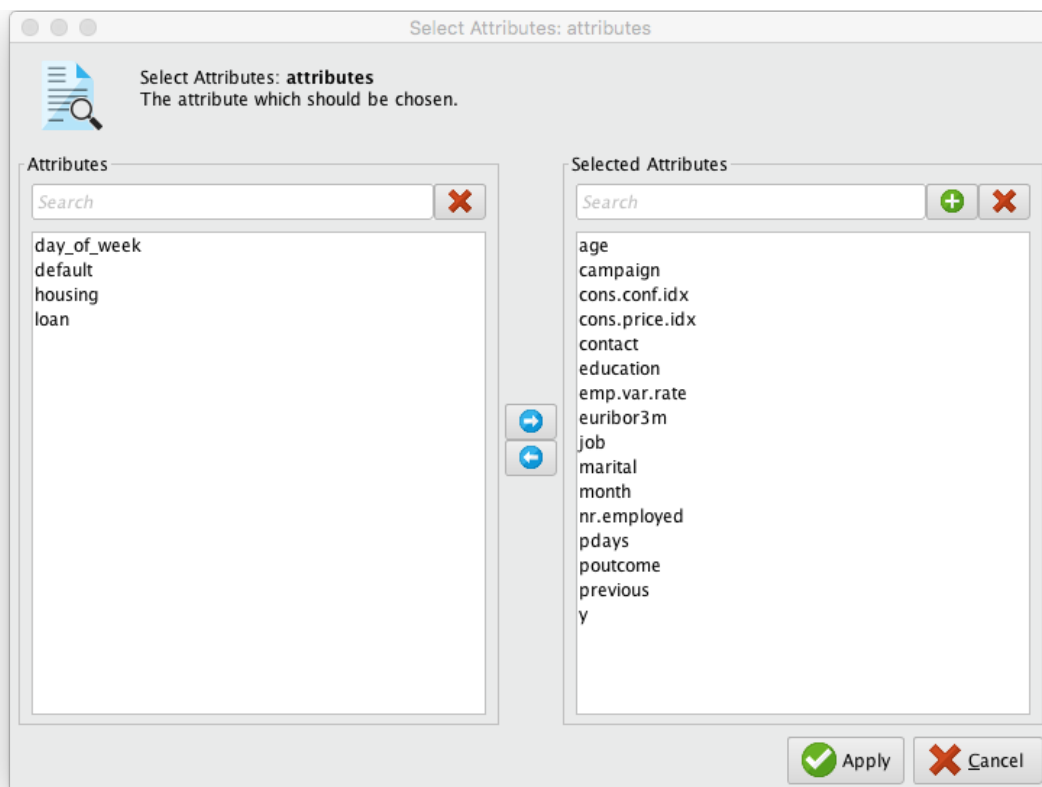 Select Attributes: attributes
Select Attributes: attributes
The attribute which should be chosen.
Attributes
Search
day_of_week
default
housing
loan
Selected Attributes
Search
age
campaign
cons.conf.idx
cons.price.idx
contact
education
emp.var.rate
euribor3m
job
marital
month
nr.employed
pdays
poutcome
previous
y
Apply
Cancel